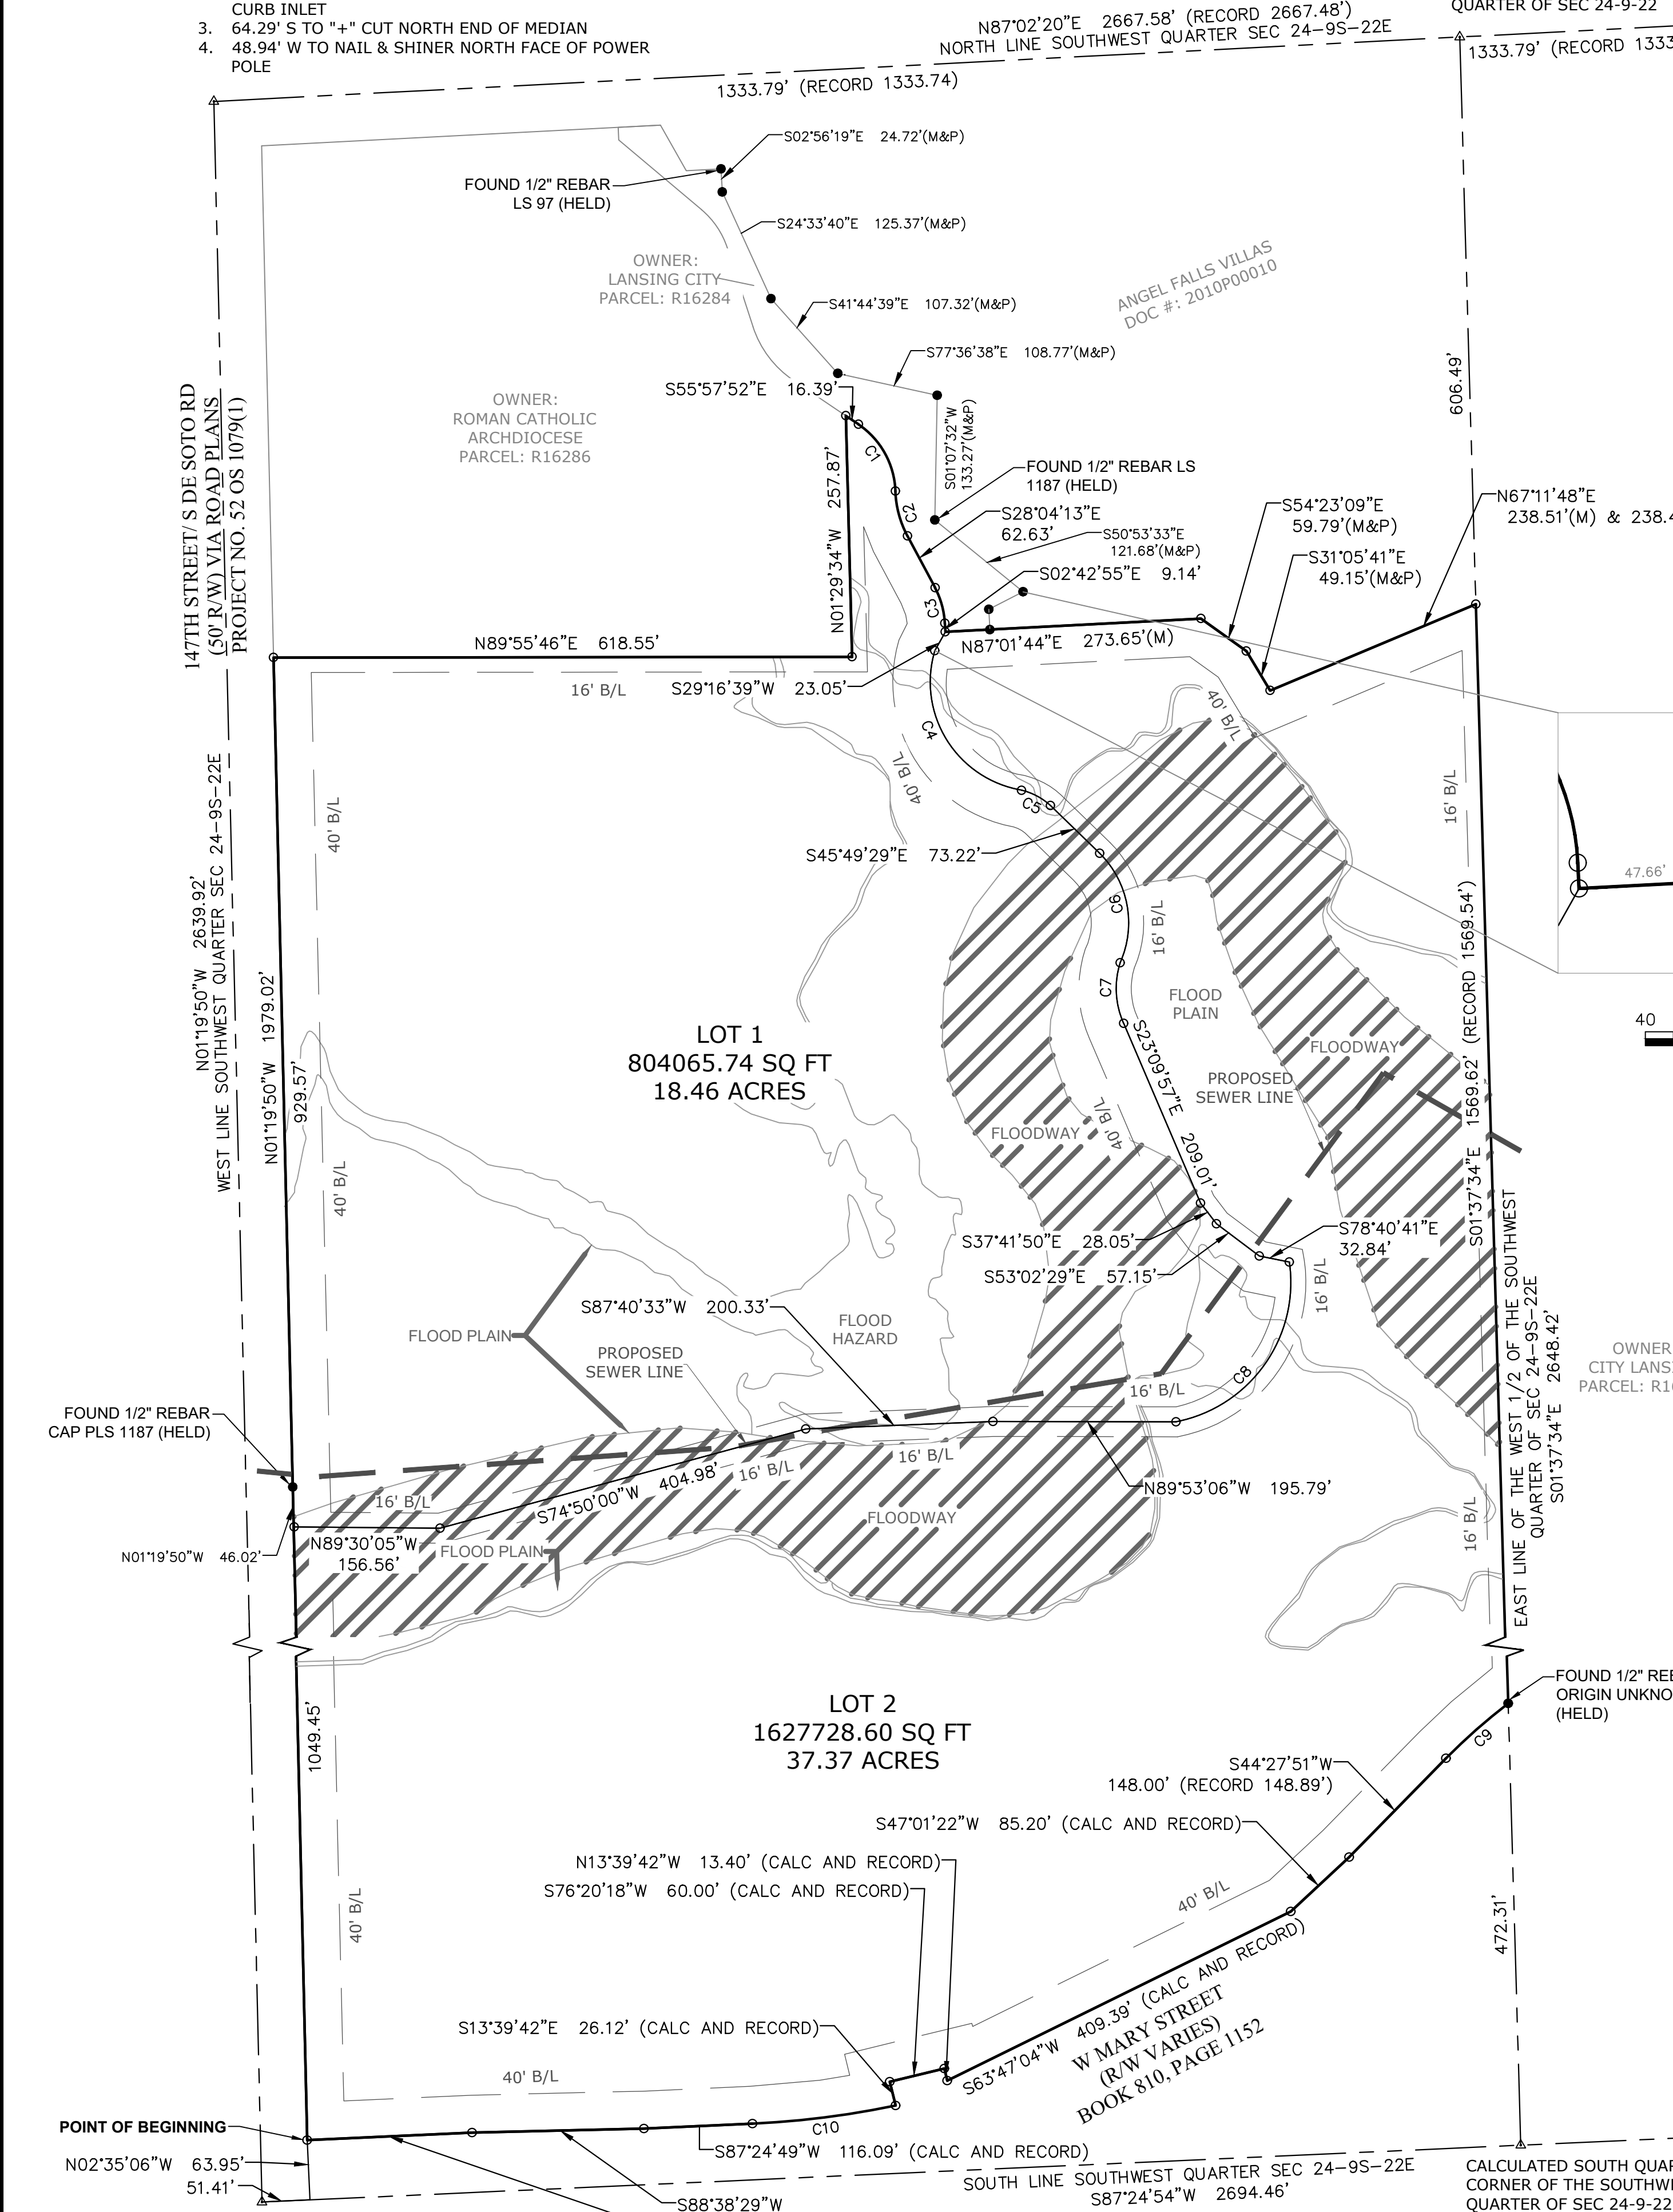 CURB INLET
3. 64.29' S TO "+" CUT NORTH END OF MEDIAN
4. 48.94' W TO NAIL & SHINER NORTH FACE OF POWER
POLE
N87°02'20"E 2667.58' (RECORD 2667.48')
NORTH LINE SOUTHWEST QUARTER SEC 24-9S-22E
QUARTER OF SEC 24-9-22
1333.79' (RECORD 1333.74)
1333.79' (RECORD 1333
S02°56'19"E 24.72'(M&P)
FOUND 1/2" REBAR
LS 97 (HELD)
S24°33'40"E 125.37'(M&P)
OWNER:
LANSING CITY
PARCEL: R16284
S41°44'39"E 107.32'(M&P)
ANGEL FALLS VILLAS
DOC #: 2010P00010
S77°36'38"E 108.77'(M&P)
S55°57'52"E 16.39'
606.49'
147TH STREET/ S DE SOTO RD
(50' R/W) VIA ROAD PLANS
PROJECT NO. 52 OS 1079(1)
OWNER:
ROMAN CATHOLIC
ARCHDIOCESE
PARCEL: R16286
C1
S01°07'32"W
133.27'(M&P)
N01°29'34"W 257.87'
FOUND 1/2" REBAR LS
1187 (HELD)
C2
S28°04'13"E
62.63'
S50°53'33"E
121.68'(M&P)
S54°23'09"E
59.79'(M&P)
N67°11'48"E
238.51'(M) & 238.4
S31°05'41"E
49.15'(M&P)
S02°42'55"E 9.14'
C3
N89°55'46"E 618.55'
N87°01'44"E 273.65'(M)
16' B/L
S29°16'39"W 23.05'
40' B/L
C4
40' B/L
40' B/L
16' B/L
C5
S45°49'29"E 73.22'
47.66'
C6
16' B/L
WEST LINE SOUTHWEST QUARTER SEC 24-9S-22E
N01°19'50"W 2639.92'
N01°19'50"W 1979.02'
929.57'
C7
FLOOD
PLAIN
40
LOT 1
804065.74 SQ FT
18.46 ACRES
S23°09'57"E 209.01'
FLOODWAY
PROPOSED
SEWER LINE
S01°37'34"E 1569.62' (RECORD 1569.54')
40' B/L
FLOODWAY
40' B/L
S37°41'50"E 28.05'
S78°40'41"E
32.84'
S53°02'29"E 57.15'
16' B/L
S87°40'33"W 200.33'
FLOOD PLAIN
FLOOD
HAZARD
PROPOSED
SEWER LINE
EAST LINE OF THE WEST 1/2 OF THE SOUTHWEST
QUARTER OF SEC 24-9S-22E
S01°37'34"E 2648.42'
OWNER
CITY LANSI
PARCEL: R16
C8
16' B/L
FOUND 1/2" REBAR
CAP PLS 1187 (HELD)
16' B/L
16' B/L
16' B/L
S74°50'00"W 404.98'
N89°53'06"W 195.79'
FLOODWAY
N01°19'50"W 46.02'
N89°30'05"W
156.56'
FLOOD PLAIN
16' B/L
FOUND 1/2" REB
ORIGIN UNKNO
(HELD)
LOT 2
1627728.60 SQ FT
37.37 ACRES
1049.45'
C9
S44°27'51"W
148.00' (RECORD 148.89')
S47°01'22"W 85.20' (CALC AND RECORD)
N13°39'42"W 13.40' (CALC AND RECORD)
S76°20'18"W 60.00' (CALC AND RECORD)
40' B/L
40' B/L
472.31'
S63°47'04"W 409.39' (CALC AND RECORD)
W MARY STREET
(R/W VARIES)
BOOK 810, PAGE 1152
S13°39'42"E 26.12' (CALC AND RECORD)
40' B/L
POINT OF BEGINNING
C10
S87°24'49"W 116.09' (CALC AND RECORD)
N02°35'06"W 63.95'
51.41'
SOUTH LINE SOUTHWEST QUARTER SEC 24-9S-22E
S87°24'54"W 2694.46'
S88°38'29"W
CALCULATED SOUTH QUAR
CORNER OF THE SOUTHWE
QUARTER OF SEC 24-9-22